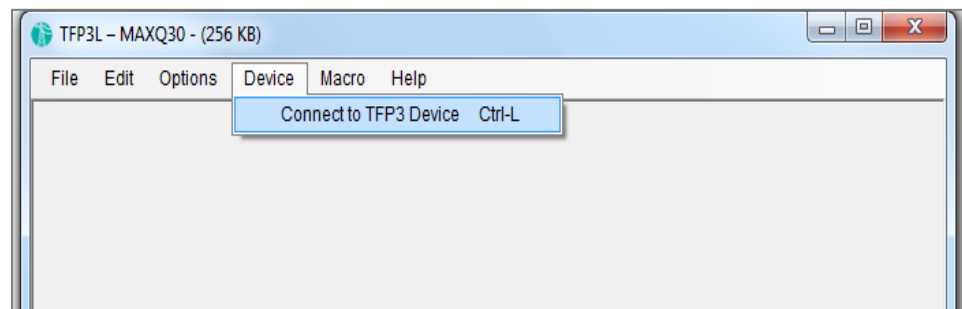 TFP3L – MAXQ30 - (256 KB)
File Edit Options Device Macro Help
Connect to TFP3 Device Ctrl-L